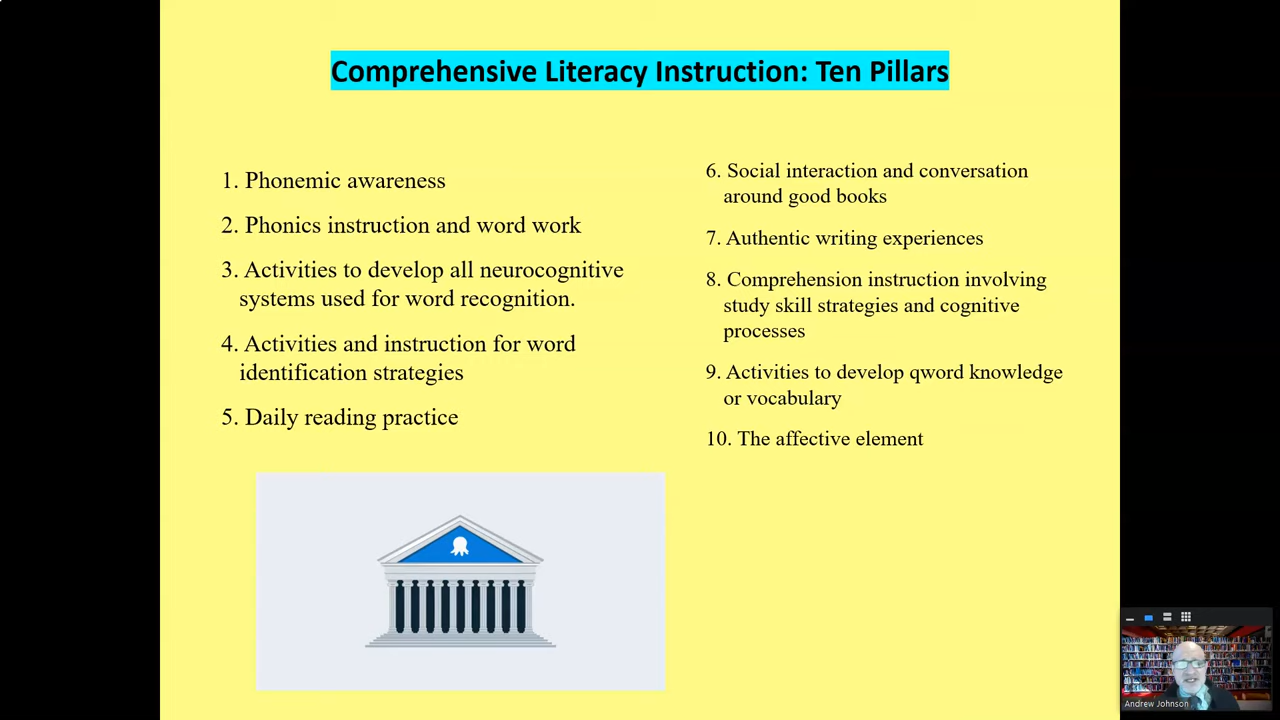 Comprehensive Literacy Instruction: Ten Pillars
1. Phonemic awareness
2. Phonics instruction and word work
3. Activities to develop all neurocognitive
systems used for word recognition.
4. Activities and instruction for word
identification strategies
5. Daily reading practice
6. Social interaction and conversation
around good books
7. Authentic writing experiences
8. Comprehension instruction involving
study skill strategies and cognitive
processes
9. Activities to develop qword knowledge
or vocabulary
10. The affective element
Andrew Johnson